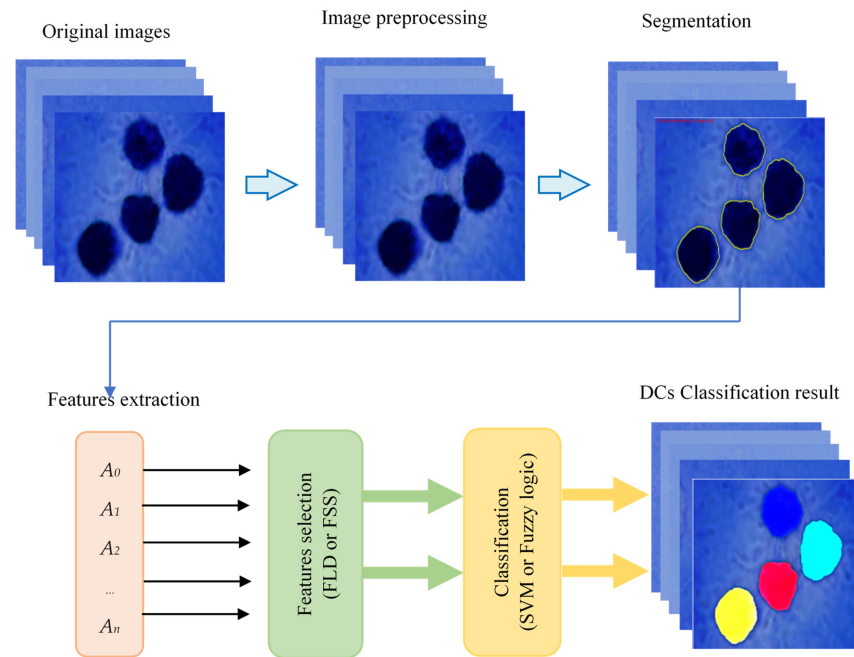 Original images
Image preprocessing
Segmentation
Features extraction
A0
A1
A2
...
An
Features selection
(FLD or FSS)
Classification
(SVM or Fuzzy logic)
DCs Classification result